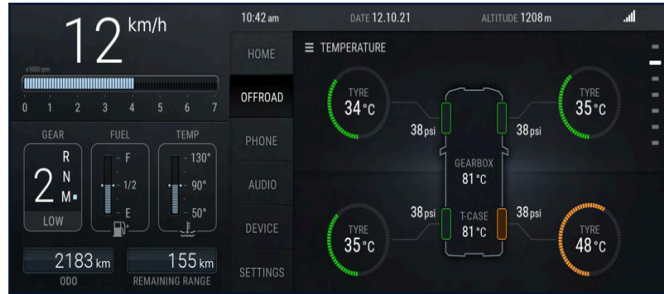 12 km/h
x1000 rpm
0 1 2 3 4 5 6 7
GEAR
R
N
M
2
LOW
FUEL
F
1/2
E
TEMP
130°
90°
50°
2183 km
ODO
155 km
REMAINING RANGE
10:42 am
DATE 12.10.21
ALTITUDE 1208 m
HOME
OFFROAD
PHONE
AUDIO
DEVICE
SETTINGS
TEMPERATURE
TYRE
34 °C
38 psi
38 psi
TYRE
35 °C
GEARBOX
81 °C
T-CASE
81 °C
TYRE
35 °C
38 psi
38 psi
TYRE
48 °C